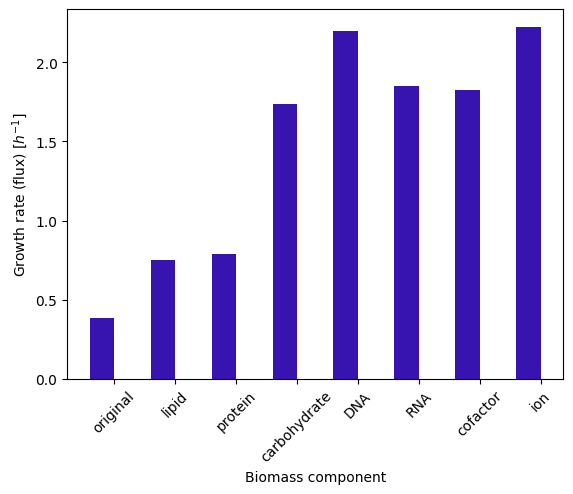 Growth rate (flux) [$h^{-1}$]
2.0
1.5
1.0
0.5
0.0
original
lipid
protein
carbohydrate
DNA
RNA
cofactor
ion
Biomass component